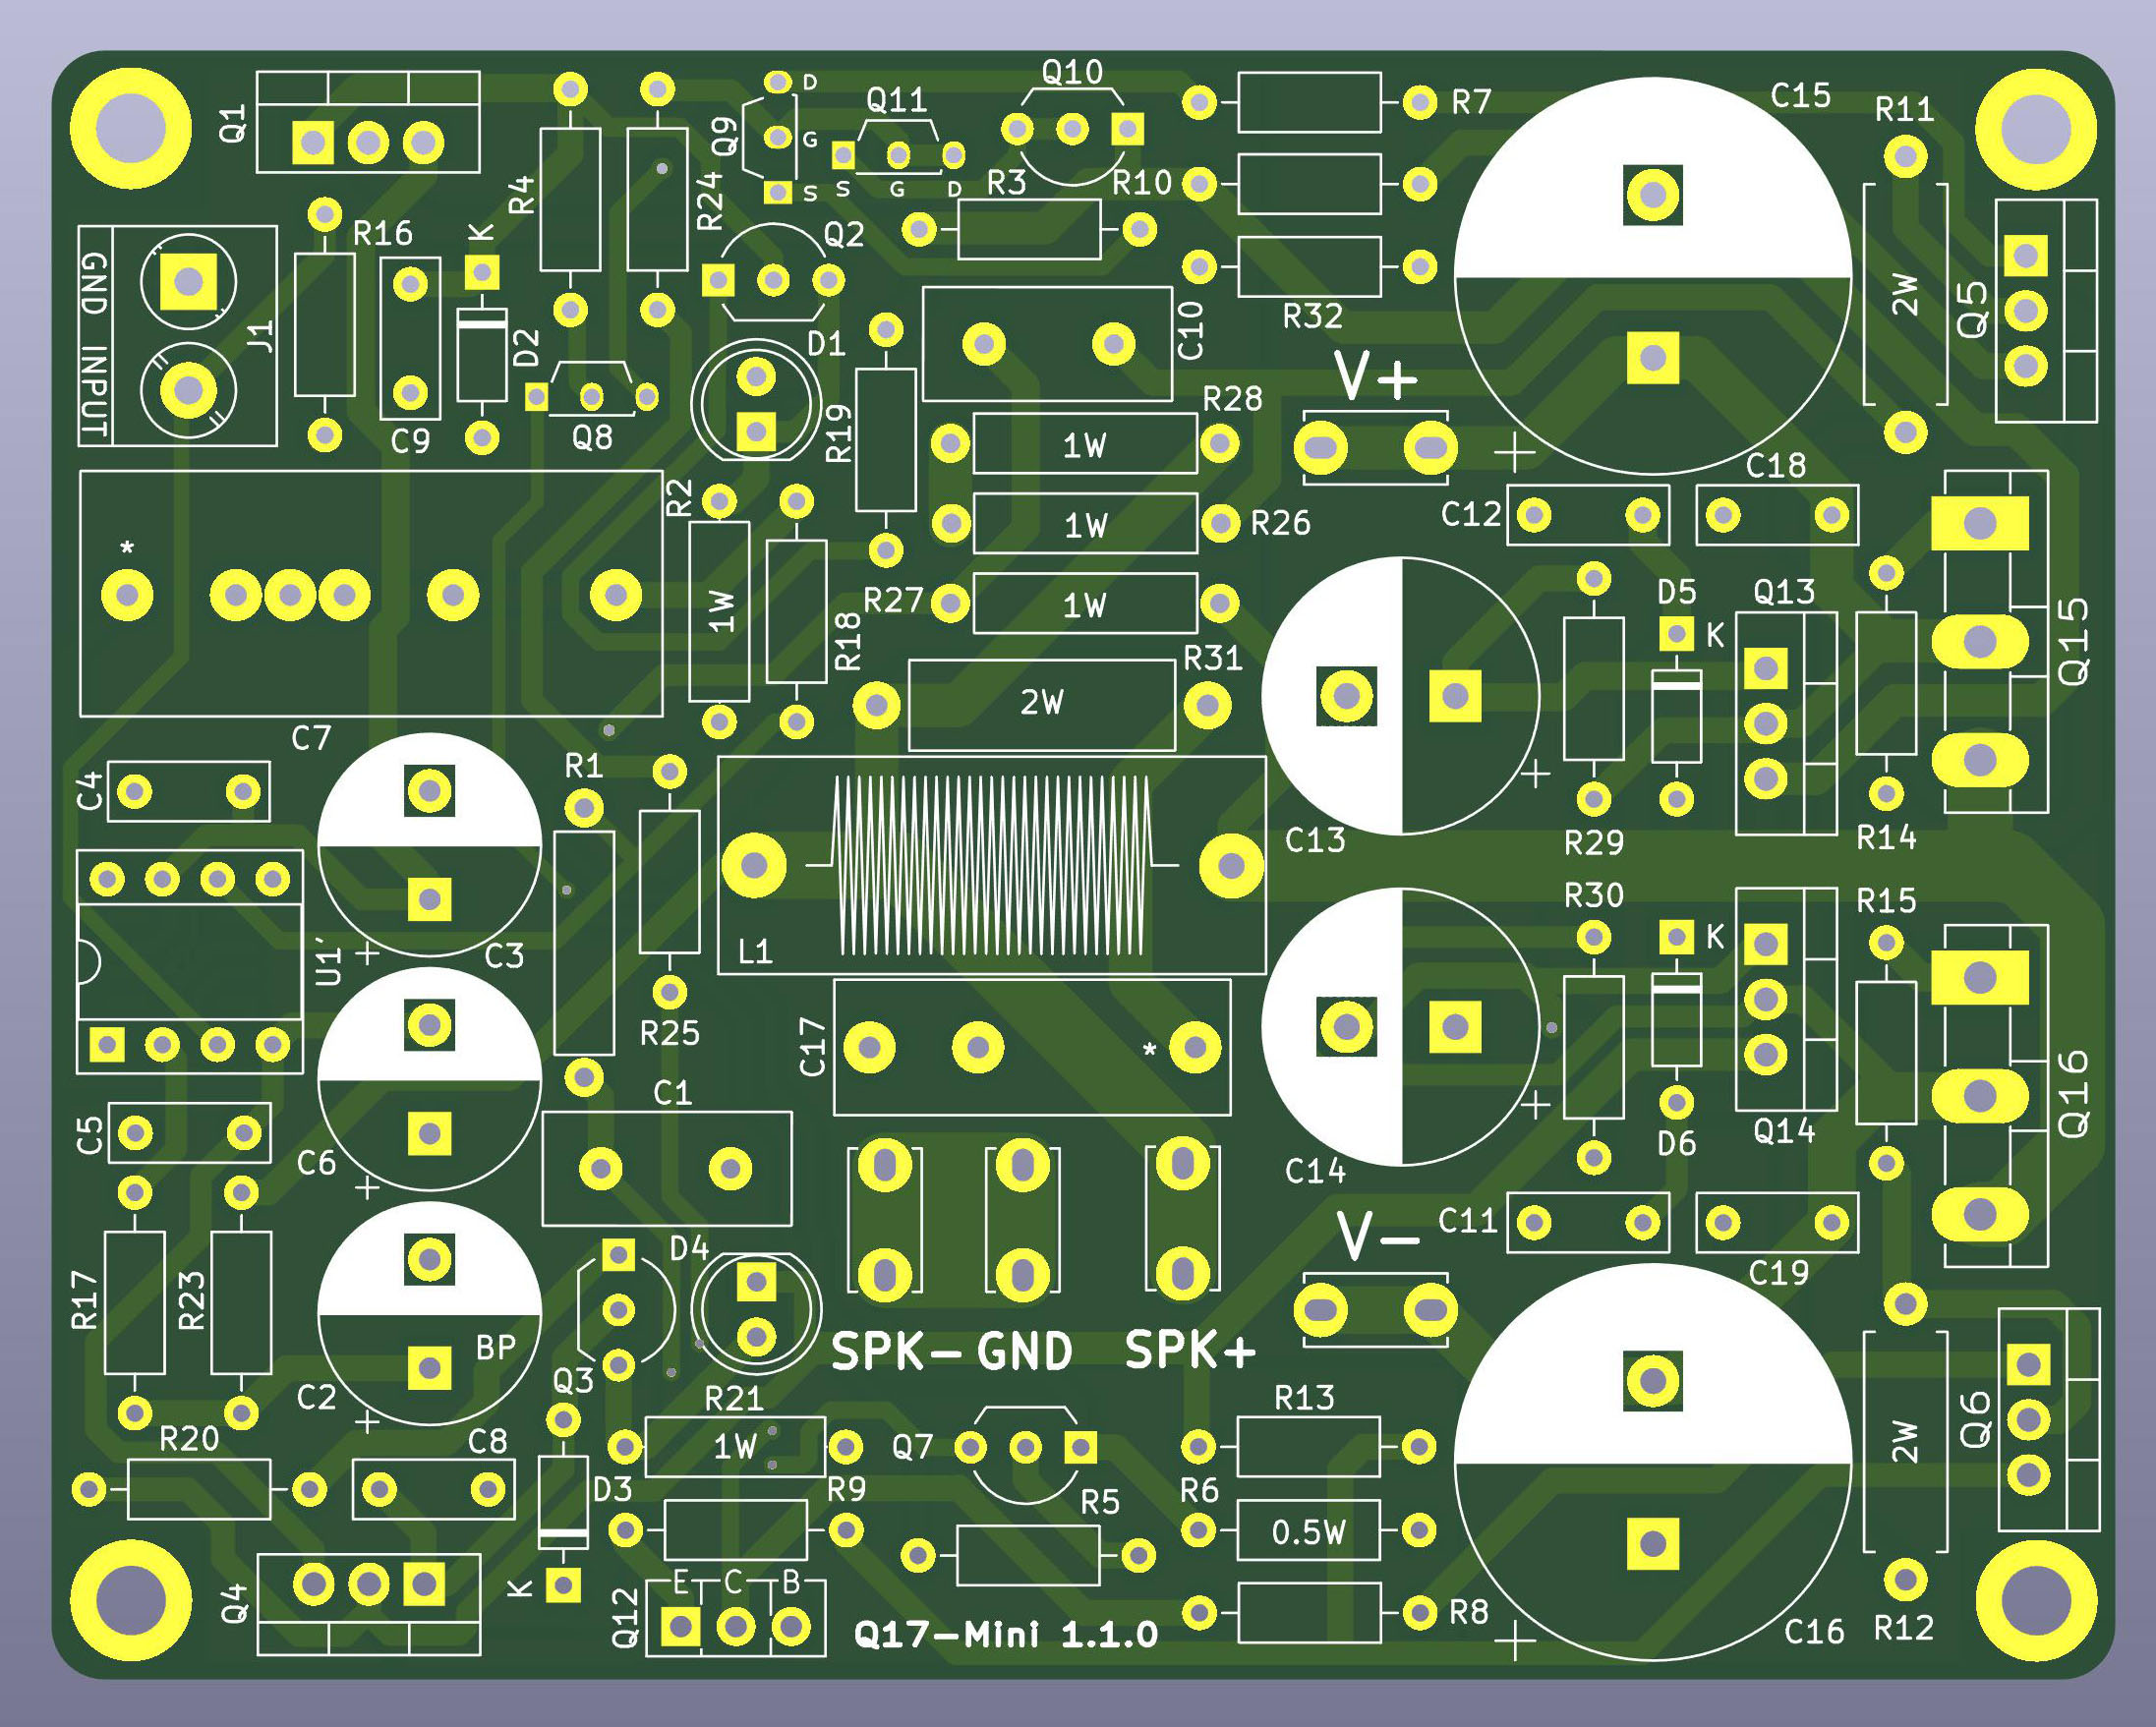 Q1
D
Q10
C15
Q11
R7
R11
Q9
G
R4
R24
S
S
G
D
R3
R10
R16
K
Q2
GND INPUT
J1
D2
D1
C10
R32
2W
Q5
V+
C9
Q8
R19
R28
1W
C18
R2
1W
R26
C12
*
1W
R27
1W
D5
K
Q13
Q15
R18
R31
2W
C7
R1
C4
C13
R29
R14
U1'
C3
L1
R30
K
R15
R25
C17
*
C5
C1
C6
C14
D6
Q14
Q16
R17
R23
BP
C2
D4
Q3
V-
C11
C19
SPK-
GND
SPK+
R20
C8
R21
1W
Q7
R13
2W
Q6
D3
R9
R5
R6
0.5W
Q4
K
Q12
E
C
B
Q17-Mini 1.1.0
R8
C16
R12